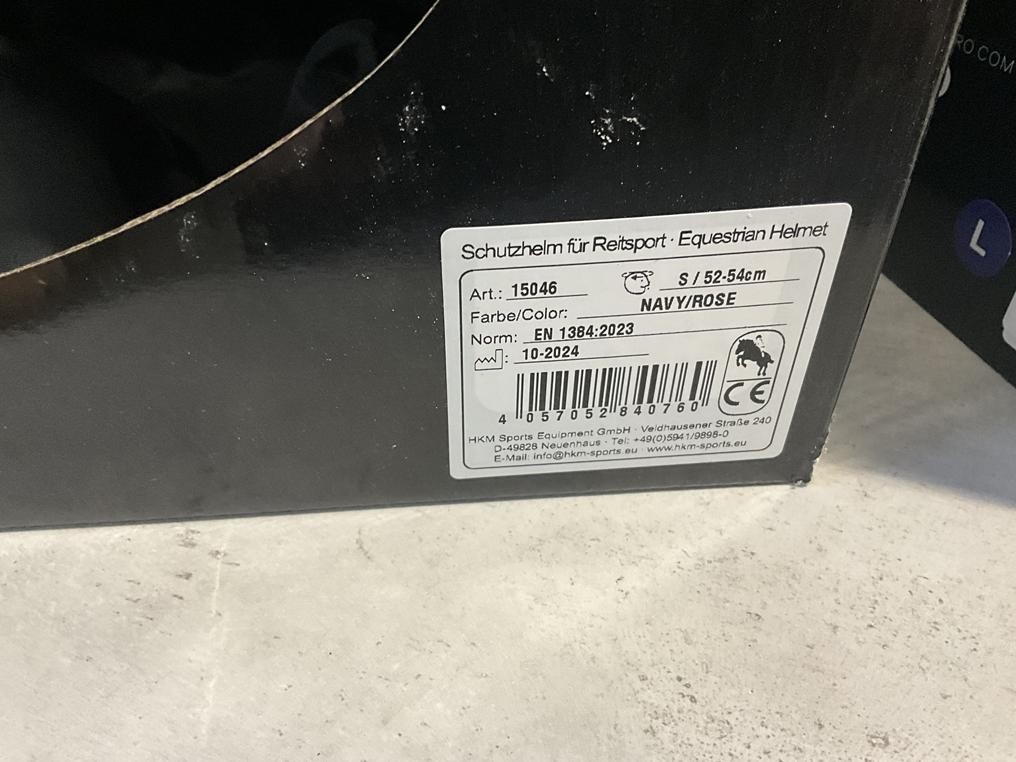 Schutzhelm für Reitsport · Equestrian Helmet
Art.: 15046 S / 52-54cm
Farbe/Color: NAVY/ROSE
Norm: EN 1384:2023
: 10-2024
CE
4 057052 840760
HKM Sports Equipment GmbH · Veldhausener Straße 240
D-49828 Neuenhaus · Tel: +49(0)5941/9895-0
E-Mail: info@hkm-sports.eu · www.hkm-sports.eu
L